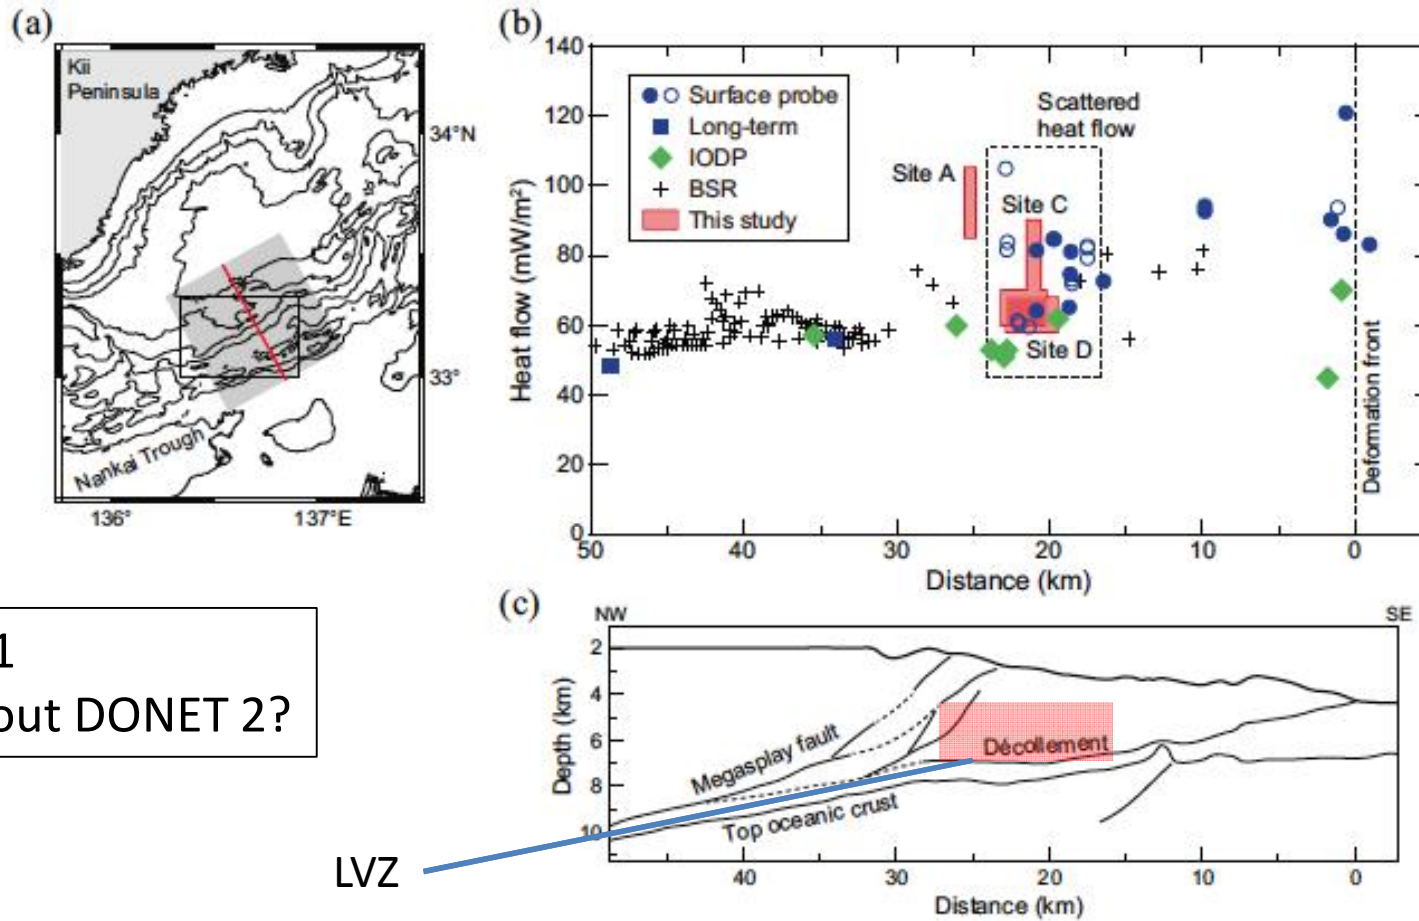 (a)
Kii
Peninsula
34°N
33°
Nankai Trough
136°
137°E
(b)
140
120
100
80
60
40
20
0
Heat flow (mW/m²)
Surface probe
Long-term
IODP
BSR
This study
Scattered
heat flow
Site A
Site C
Site D
Deformation front
50
40
30
20
10
0
Distance (km)
1
out DONET 2?
(c)
NW
SE
2
4
6
8
10
Depth (km)
Megasplay fault
Décollement
Top oceanic crust
LVZ
40
30
20
10
0
Distance (km)